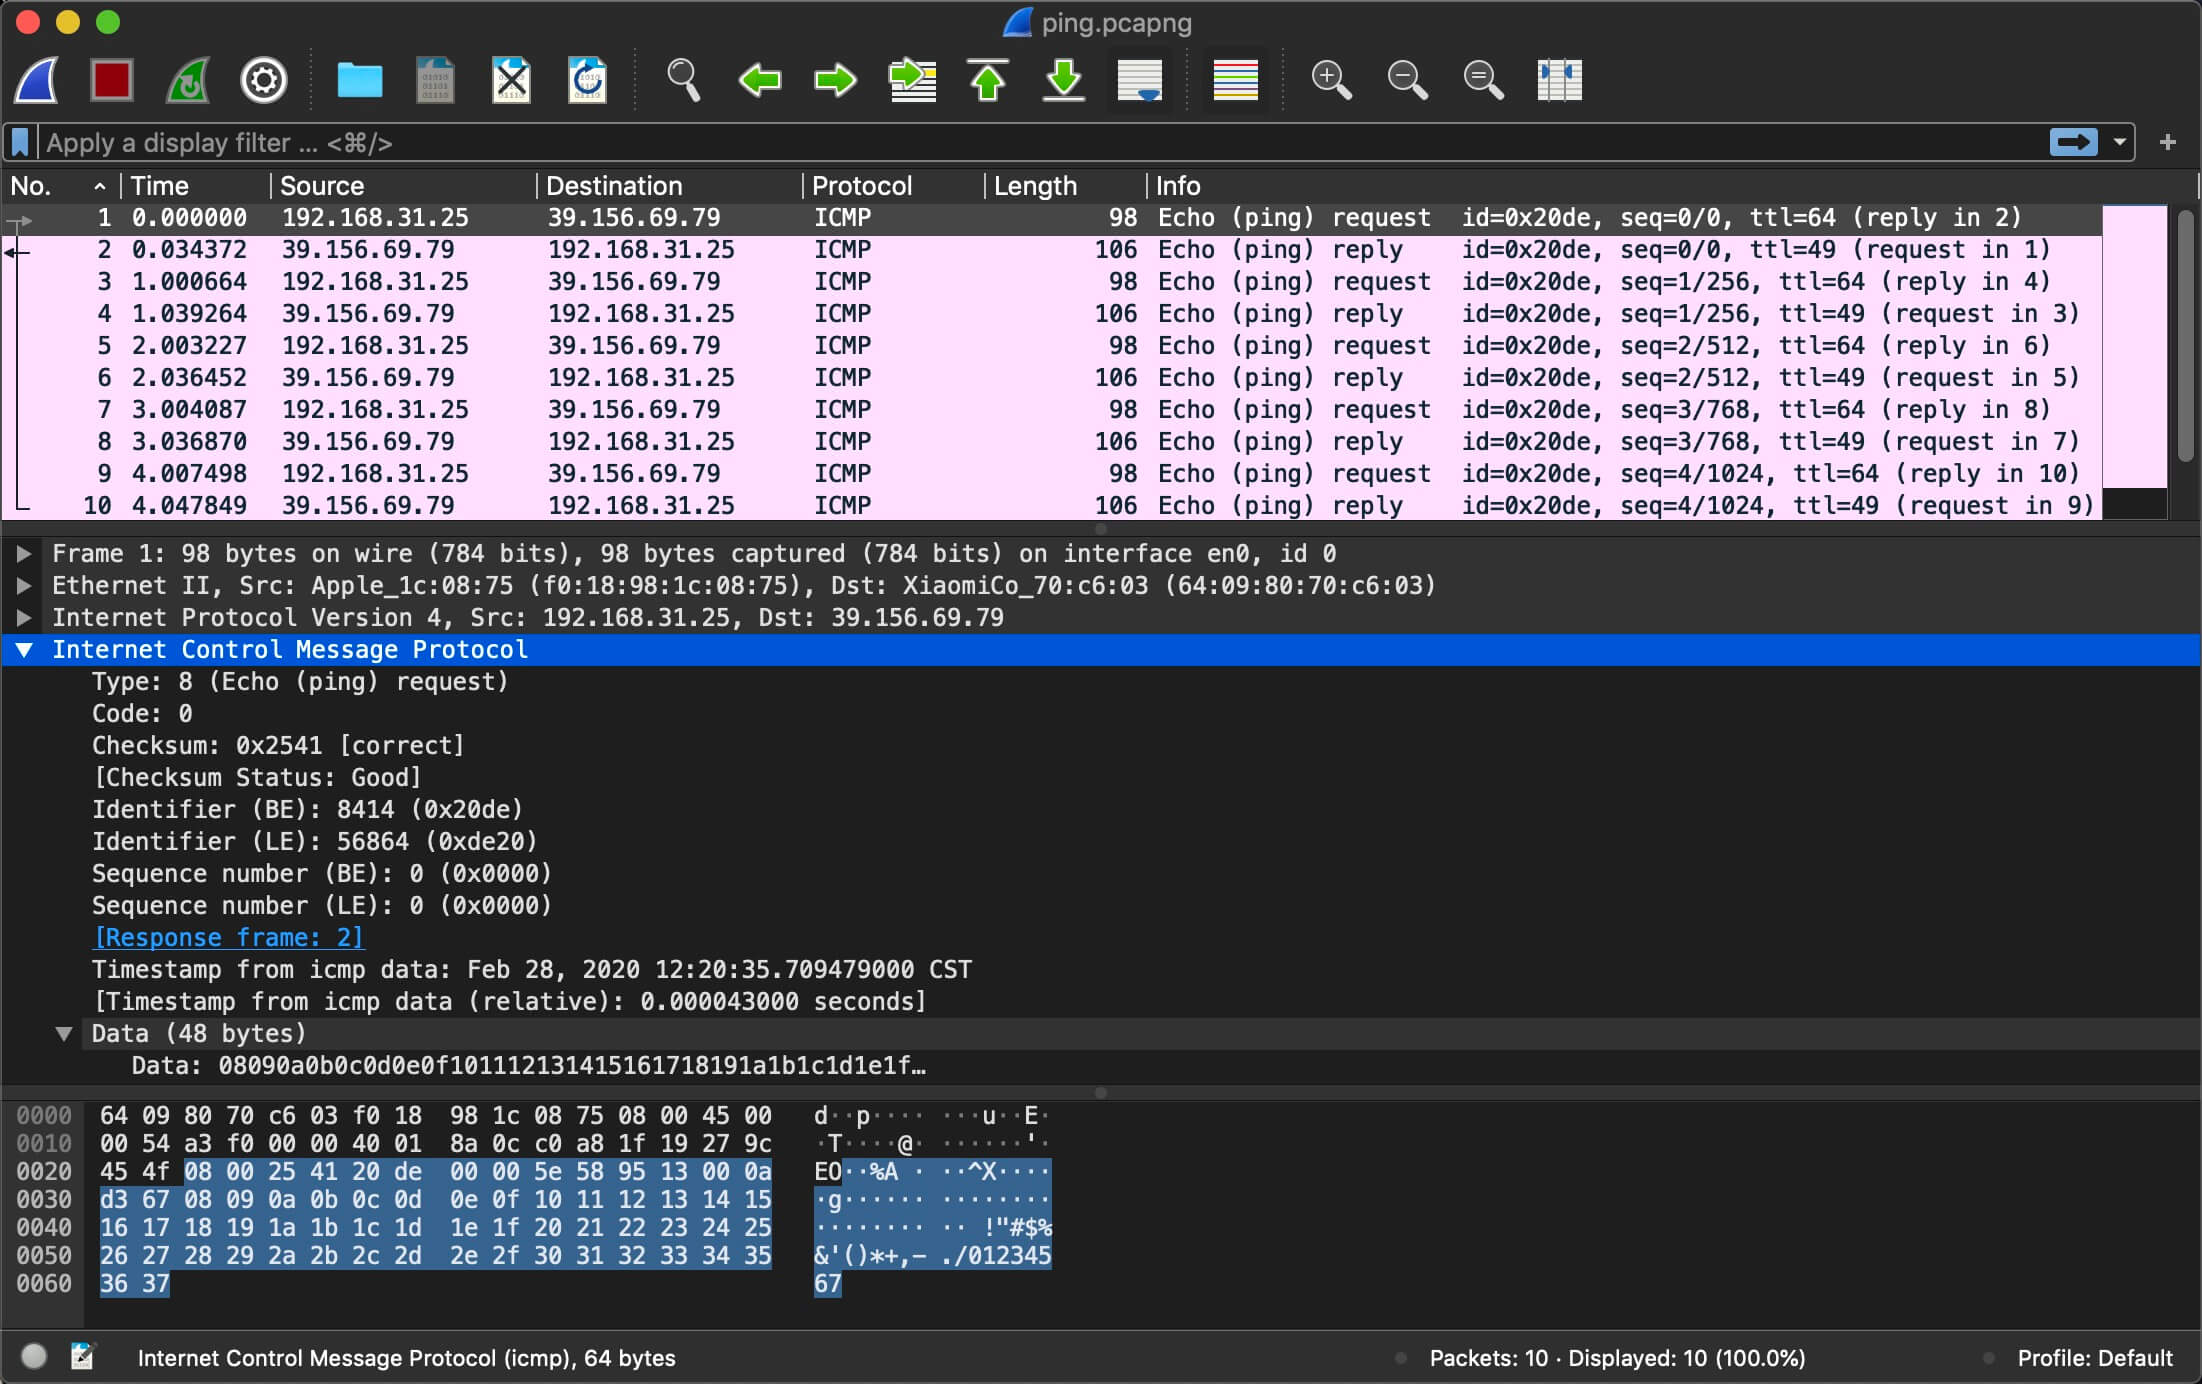 ping.pcapng
Apply a display filter ... <⌘/>
No. Time Source Destination Protocol Length Info
1 0.000000 192.168.31.25 39.156.69.79 ICMP 98 Echo (ping) request id=0x20de, seq=0/0, ttl=64 (reply in 2)
2 0.034372 39.156.69.79 192.168.31.25 ICMP 106 Echo (ping) reply id=0x20de, seq=0/0, ttl=49 (request in 1)
3 1.000664 192.168.31.25 39.156.69.79 ICMP 98 Echo (ping) request id=0x20de, seq=1/256, ttl=64 (reply in 4)
4 1.039264 39.156.69.79 192.168.31.25 ICMP 106 Echo (ping) reply id=0x20de, seq=1/256, ttl=49 (request in 3)
5 2.003227 192.168.31.25 39.156.69.79 ICMP 98 Echo (ping) request id=0x20de, seq=2/512, ttl=64 (reply in 6)
6 2.036452 39.156.69.79 192.168.31.25 ICMP 106 Echo (ping) reply id=0x20de, seq=2/512, ttl=49 (request in 5)
7 3.004087 192.168.31.25 39.156.69.79 ICMP 98 Echo (ping) request id=0x20de, seq=3/768, ttl=64 (reply in 8)
8 3.036870 39.156.69.79 192.168.31.25 ICMP 106 Echo (ping) reply id=0x20de, seq=3/768, ttl=49 (request in 7)
9 4.007498 192.168.31.25 39.156.69.79 ICMP 98 Echo (ping) request id=0x20de, seq=4/1024, ttl=64 (reply in 10)
10 4.047849 39.156.69.79 192.168.31.25 ICMP 106 Echo (ping) reply id=0x20de, seq=4/1024, ttl=49 (request in 9)
Frame 1: 98 bytes on wire (784 bits), 98 bytes captured (784 bits) on interface en0, id 0
Ethernet II, Src: Apple_1c:08:75 (f0:18:98:1c:08:75), Dst: XiaomiCo_70:c6:03 (64:09:80:70:c6:03)
Internet Protocol Version 4, Src: 192.168.31.25, Dst: 39.156.69.79
Internet Control Message Protocol
Type: 8 (Echo (ping) request)
Code: 0
Checksum: 0x2541 [correct]
[Checksum Status: Good]
Identifier (BE): 8414 (0x20de)
Identifier (LE): 56864 (0xde20)
Sequence number (BE): 0 (0x0000)
Sequence number (LE): 0 (0x0000)
[Response frame: 2]
Timestamp from icmp data: Feb 28, 2020 12:20:35.709479000 CST
[Timestamp from icmp data (relative): 0.000043000 seconds]
Data (48 bytes)
Data: 08090a0b0c0d0e0f101112131415161718191a1b1c1d1e1f…
0000 64 09 80 70 c6 03 f0 18 98 1c 08 75 08 00 45 00 d··p···· ···u··E·
0010 00 54 a3 f0 00 00 40 01 8a 0c c0 a8 1f 19 27 9c ·T····@· ······'·
0020 45 4f 08 00 25 41 20 de 00 00 5e 58 95 13 00 0a EO··%A · ··^X····
0030 d3 67 08 09 0a 0b 0c 0d 0e 0f 10 11 12 13 14 15 ·g······ ········
0040 16 17 18 19 1a 1b 1c 1d 1e 1f 20 21 22 23 24 25 ········ ·· !"#$%
0050 26 27 28 29 2a 2b 2c 2d 2e 2f 30 31 32 33 34 35 &'()*+,- ./012345
0060 36 37 67
Internet Control Message Protocol (icmp), 64 bytes Packets: 10 · Displayed: 10 (100.0%) Profile: Default